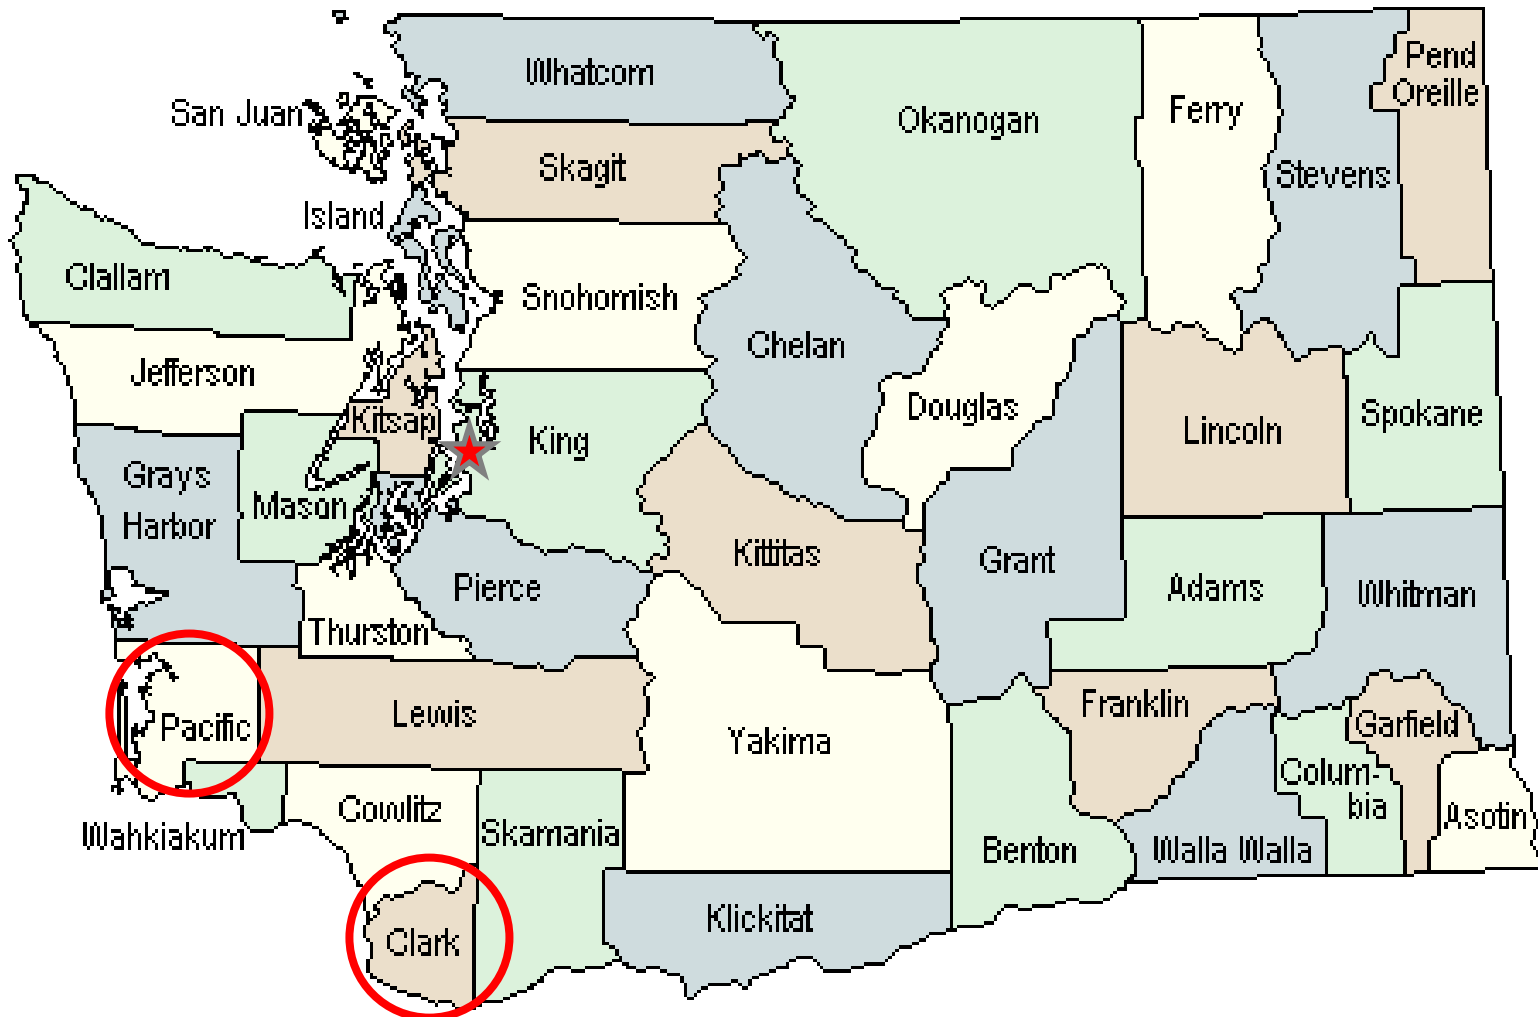 Whatcom
Okanogan
Ferry
Pend
Oreille
San Juan
Skagit
Stevens
Island
Clallam
Snohomish
Chelan
Jefferson
Douglas
Kitsap
King
Lincoln
Spokane
Grays
Harbor
Mason
Kittitas
Grant
Pierce
Adams
Whitman
Thurston
Pacific
Lewis
Yakima
Franklin
Garfield
Colum-
bia
Asotin
Cowlitz
Wahkiakum
Skamania
Benton
Walla Walla
Klickitat
Clark